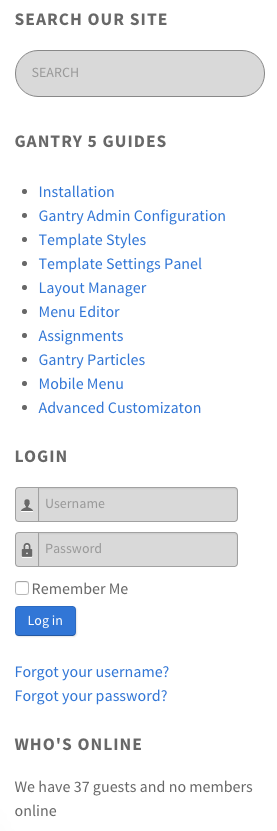 SEARCH OUR SITE
SEARCH
GANTRY 5 GUIDES
Installation
Gantry Admin Configuration
Template Styles
Template Settings Panel
Layout Manager
Menu Editor
Assignments
Gantry Particles
Mobile Menu
Advanced Customizaton
LOGIN
Username
Password
Remember Me
Log in
Forgot your username?
Forgot your password?
WHO'S ONLINE
We have 37 guests and no members
online